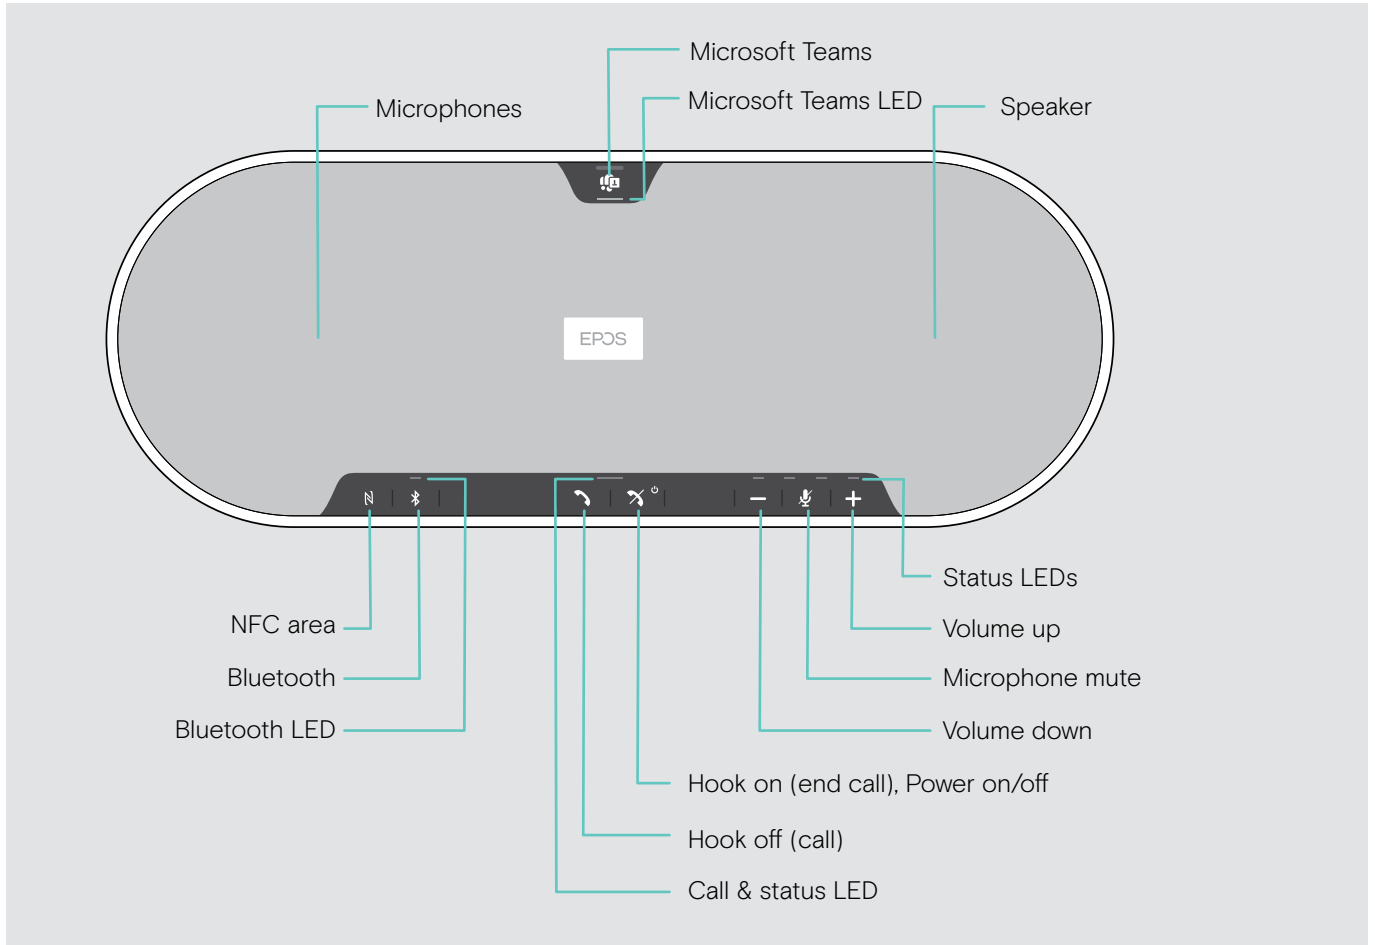 Microsoft Teams
Microsoft Teams LED
Microphones
Speaker
EPOS
Status LEDs
NFC area
Volume up
Bluetooth
Microphone mute
Bluetooth LED
Volume down
Hook on (end call), Power on/off
Hook off (call)
Call & status LED